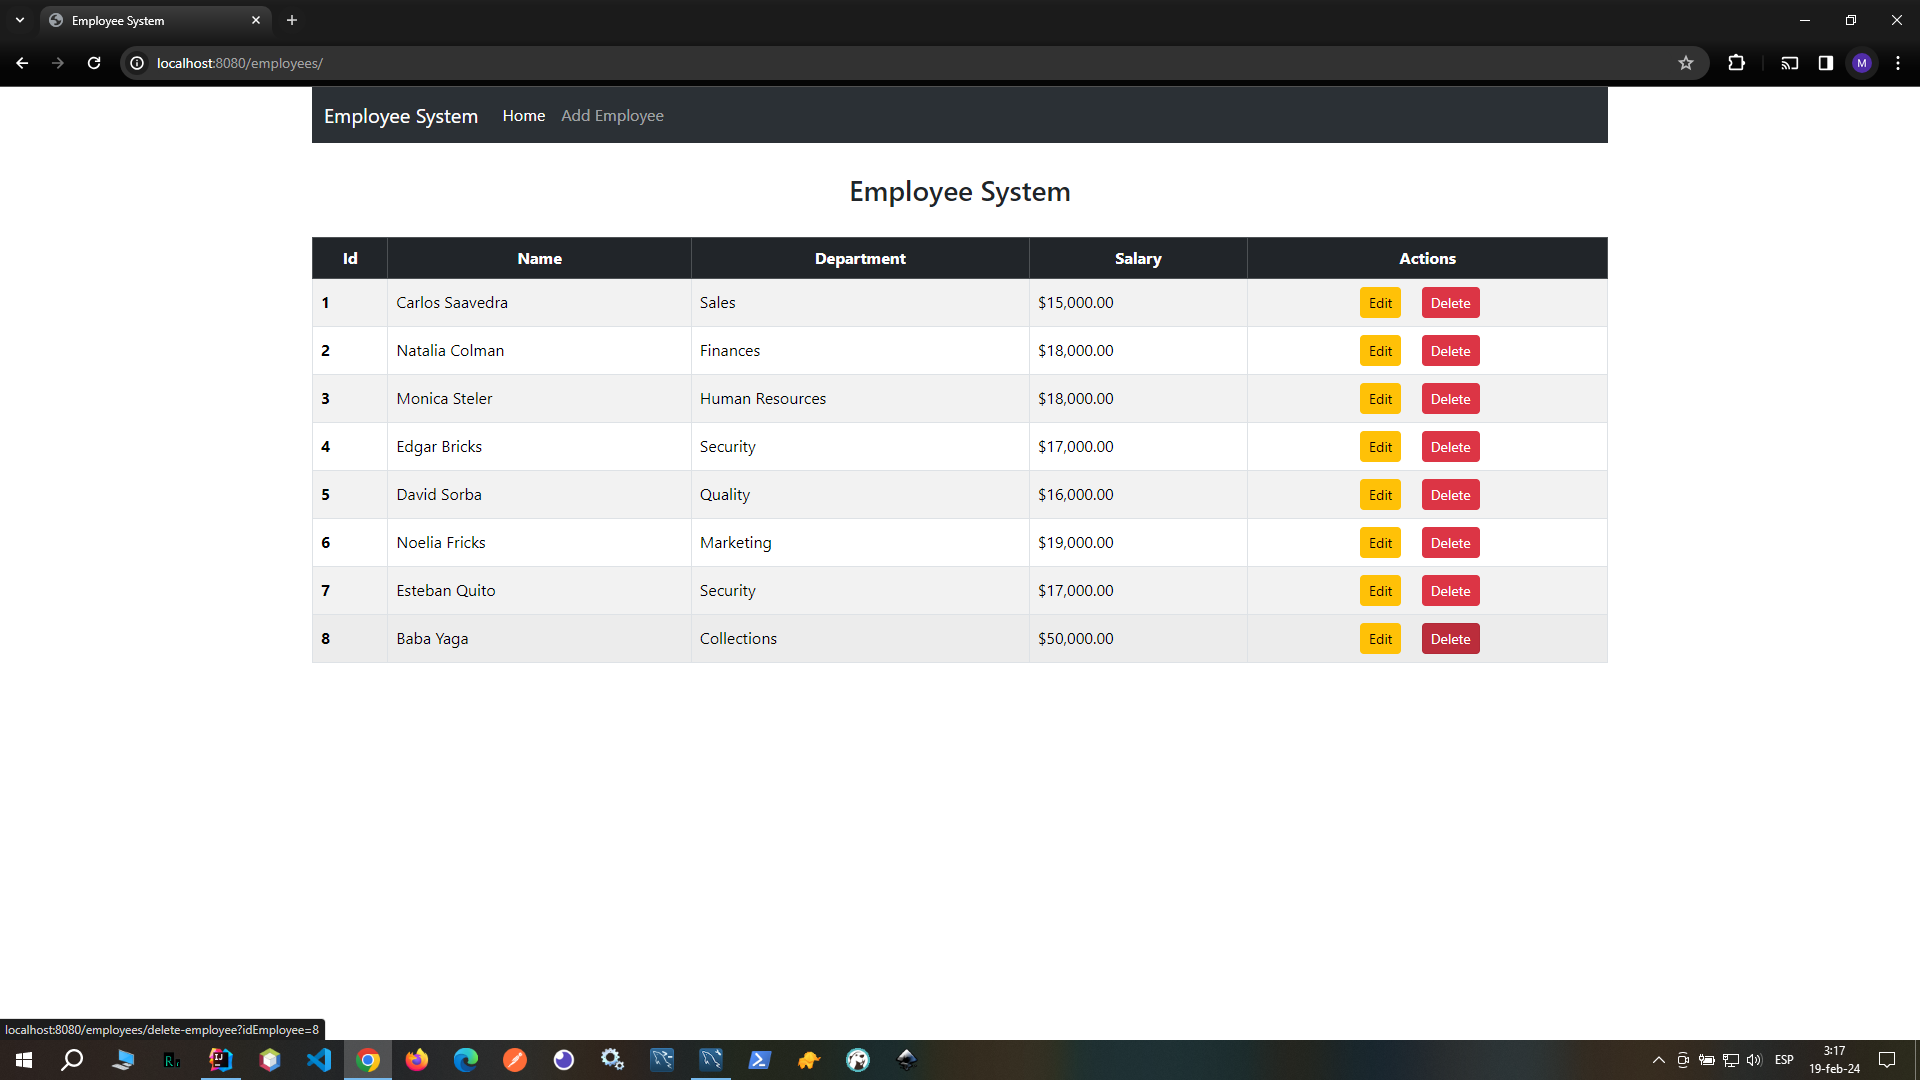 Employee System
localhost:8080/employees/
M
Employee System Home Add Employee
Employee System
Id Name Department Salary Actions
1 Carlos Saavedra Sales $15,000.00 Edit Delete
2 Natalia Colman Finances $18,000.00 Edit Delete
3 Monica Steler Human Resources $18,000.00 Edit Delete
4 Edgar Bricks Security $17,000.00 Edit Delete
5 David Sorba Quality $16,000.00 Edit Delete
6 Noelia Fricks Marketing $19,000.00 Edit Delete
7 Esteban Quito Security $17,000.00 Edit Delete
8 Baba Yaga Collections $50,000.00 Edit Delete
localhost:8080/employees/delete-employee?idEmployee=8
ESP
3:17
19-feb-24